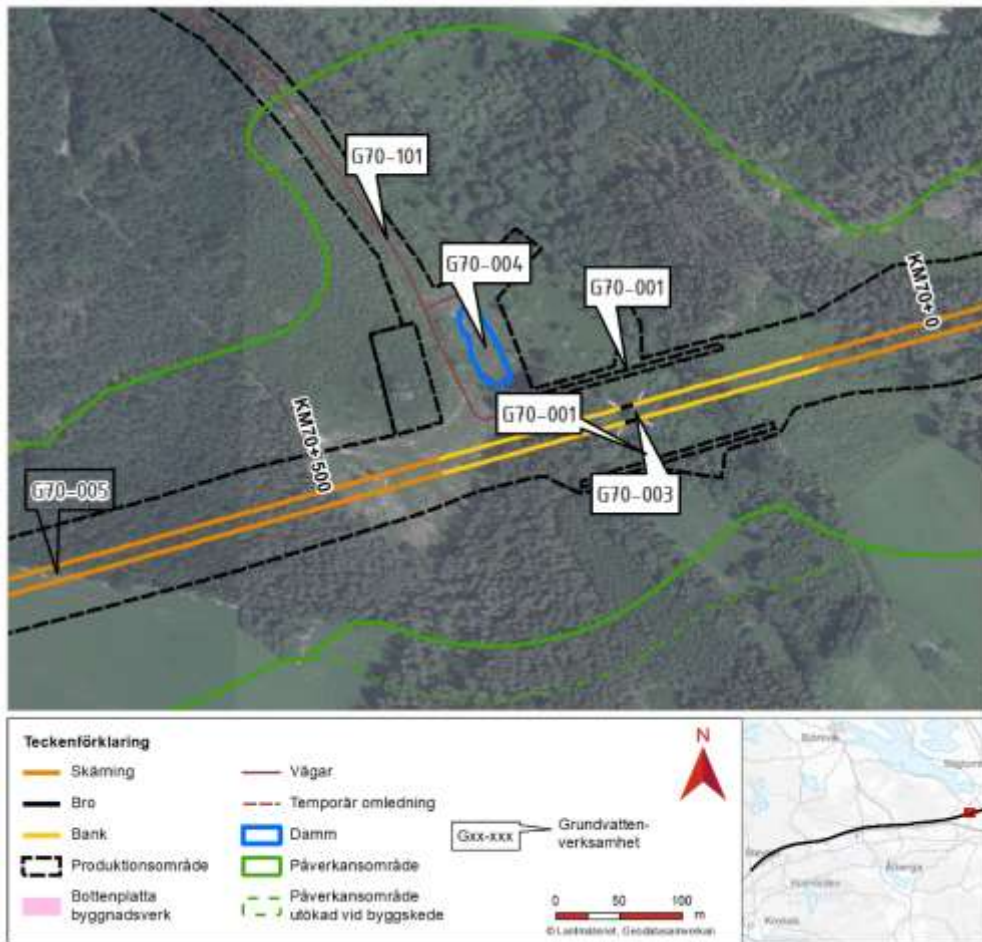 G70-101
G70-004
G70-001
KM70+ 0
G70-001
KM70+ 500
G70-003
G70-005
Teckenförklaring
Skärning
Bro
Bank
Produktionsområde
Bottenplatta
byggnadsverk
Vägar
Temporär omledning
Damm
Påverkansområde
Påverkansområde
utökad vid byggskede
Gxx-xxx
Grundvatten-
verksamhet
N
0 50 100
m
© Lantmäteriet, Geodatasamverkan
Ålberga